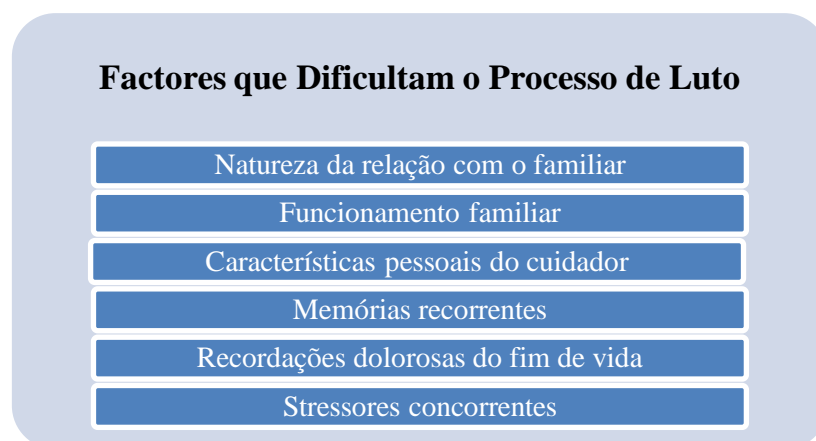 Factores que Dificultam o Processo de Luto
Natureza da relação com o familiar
Funcionamento familiar
Características pessoais do cuidador
Memórias recorrentes
Recordações dolorosas do fim de vida
Stressores concorrentes